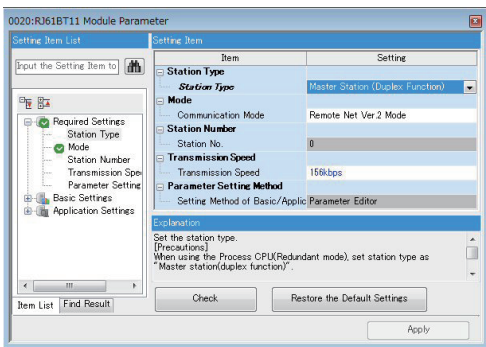 0020:RJ61BT11 Module Parameter
Setting Item List
Setting Item
Input the Setting Item to
Item
Setting
Station Type
Station Type
Master Station (Duplex Function)
Mode
Communication Mode
Remote Net Ver.2 Mode
Station Number
Station No.
0
Transmission Speed
Transmission Speed
156kbps
Parameter Setting Method
Setting Method of Basic/Applic
Parameter Editor
Required Settings
Station Type
Mode
Station Number
Transmission Spe
Parameter Setting
Basic Settings
Application Settings
Item List
Find Result
Explanation
Set the station type.
[Precautions]
When using the Process CPU(Redundant mode), set station type as
"Master station(duplex function)".
Check
Restore the Default Settings
Apply